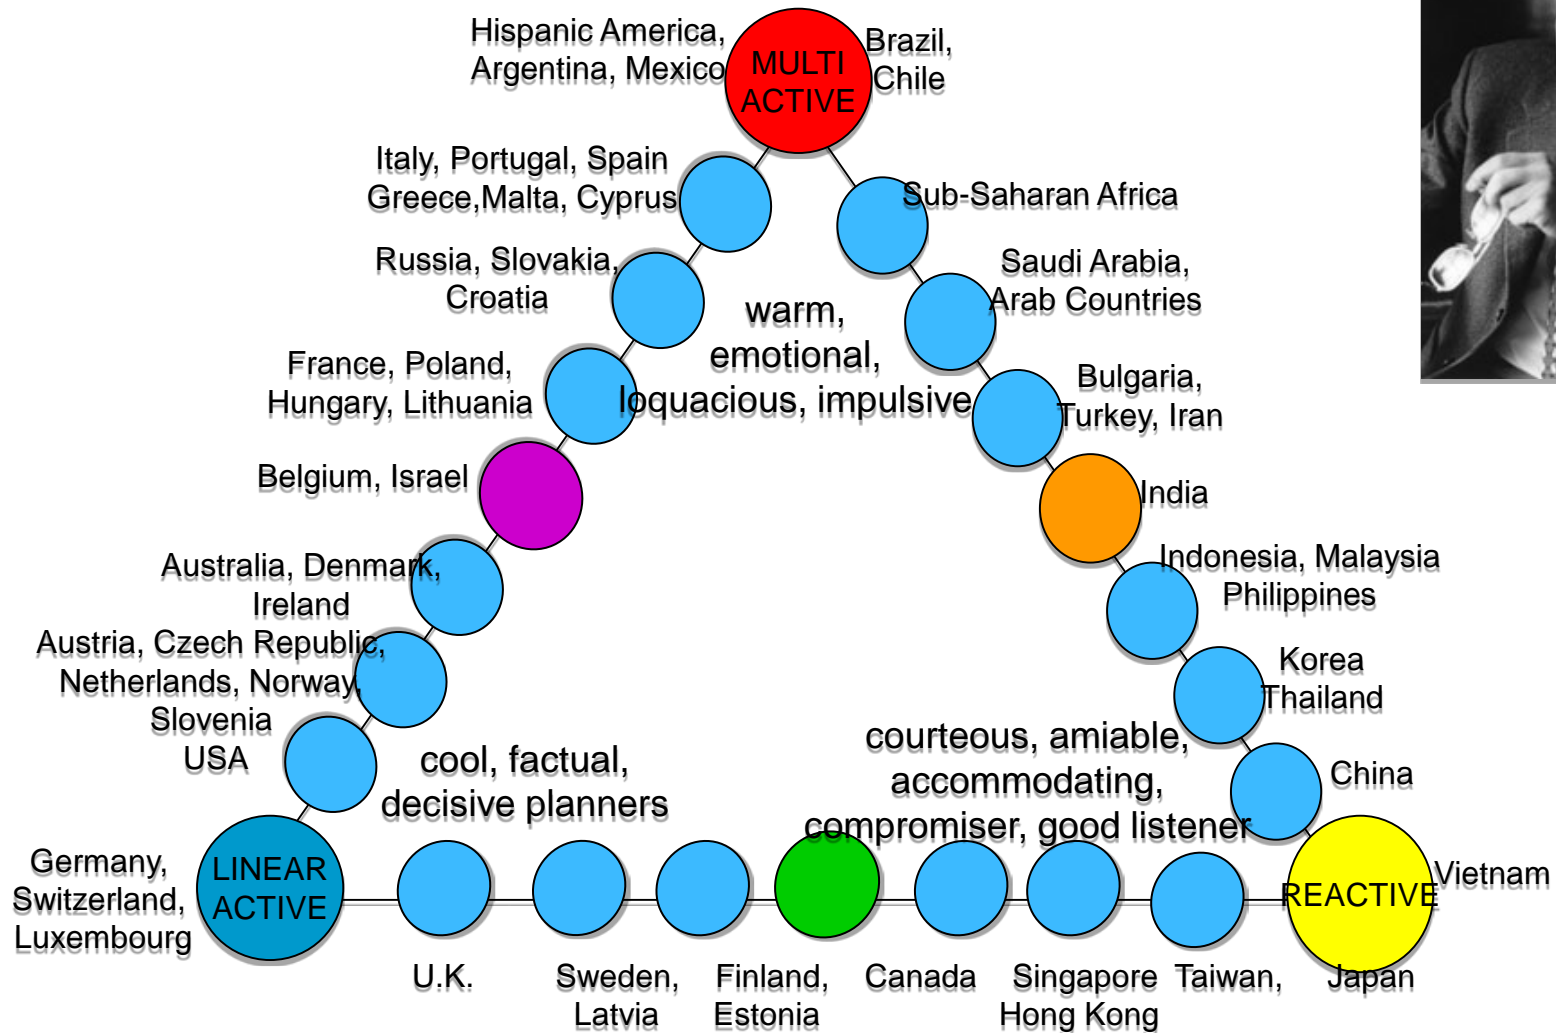 Hispanic America,
Argentina, Mexico
MULTI
ACTIVE
Brazil,
Chile
Italy, Portugal, Spain
Greece,Malta, Cyprus
Sub-Saharan Africa
Russia, Slovakia,
Croatia
Saudi Arabia,
Arab Countries
warm,
emotional,
loquacious, impulsive
France, Poland,
Hungary, Lithuania
Bulgaria,
Turkey, Iran
Belgium, Israel
India
Australia, Denmark,
Ireland
Indonesia, Malaysia
Philippines
Austria, Czech Republic,
Netherlands, Norway,
Slovenia
USA
Korea
Thailand
cool, factual,
decisive planners
courteous, amiable,
accommodating,
compromiser, good listener
China
Germany,
Switzerland,
Luxembourg
LINEAR
ACTIVE
REACTIVE
Vietnam
U.K.
Sweden,
Latvia
Finland,
Estonia
Canada
Singapore
Hong Kong
Taiwan,
Japan